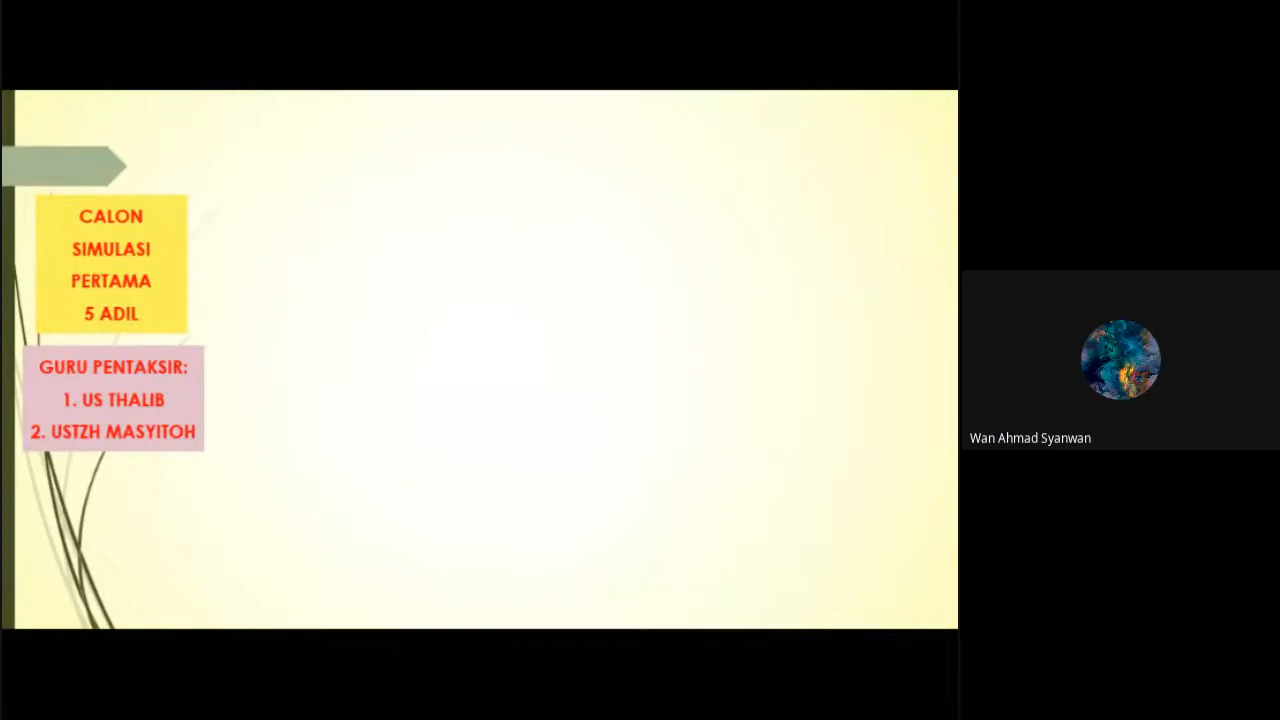 CALON
SIMULASI
PERTAMA
5 ADIL
GURU PENTAKSIR:
1. US THALIB
2. USTZH MASYITOH
Wan Ahmad Syanwan